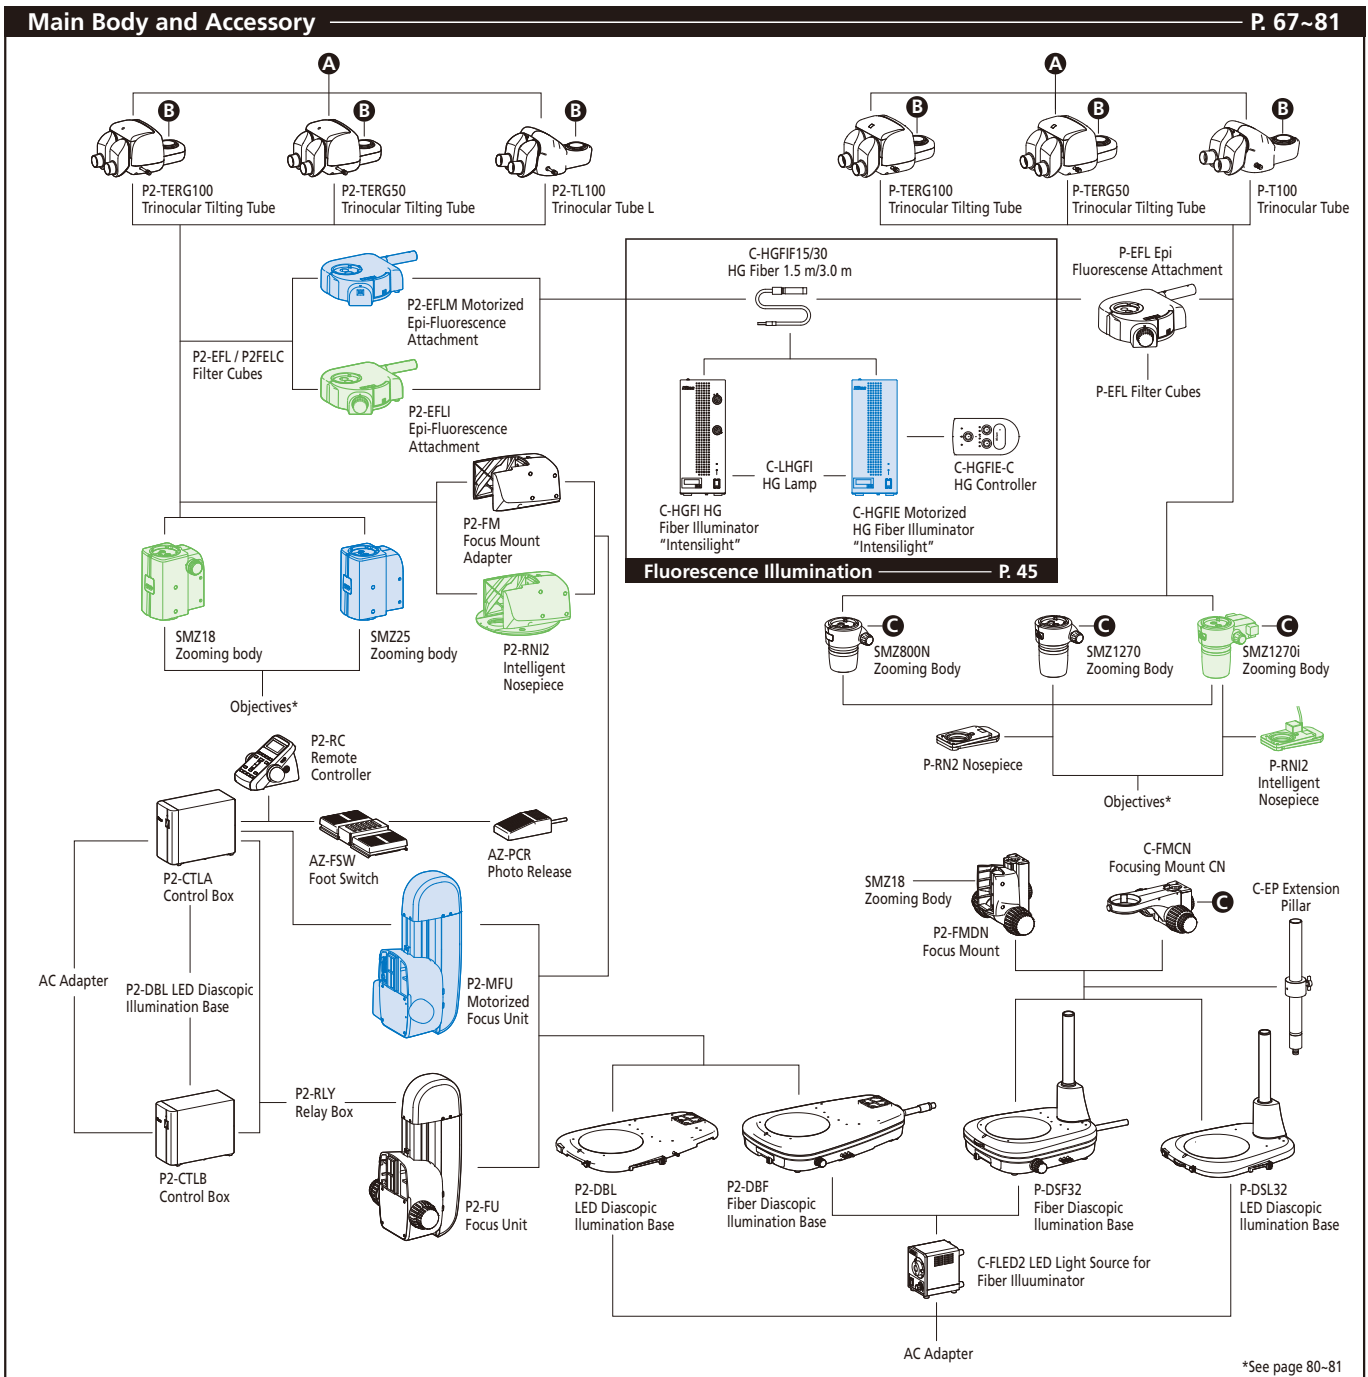 Main Body and Accessory
P. 67~81
A
A
B
B
B
B
B
B
P2-TERG100
Trinocular Tilting Tube
P2-TERG50
Trinocular Tilting Tube
P2-TL100
Trinocular Tube L
P-TERG100
Trinocular Tilting Tube
P-TERG50
Trinocular Tilting Tube
P-T100
Trinocular Tube
C-HGFIF15/30
HG Fiber 1.5 m/3.0 m
P-EFL Epi
Fluorescense Attachment
P2-EFLM Motorized
Epi-Fluorescence
Attachment
P2-EFL / P2FELC
Filter Cubes
P-EFL Filter Cubes
P2-EFLI
Epi-Fluorescence
Attachment
C-LHGFI
HG Lamp
C-HGFIE-C
HG Controller
C-HGFI HG
Fiber Illuminator
“Intensilight”
C-HGFIE Motorized
HG Fiber Illuminator
“Intensilight”
Fluorescence Illumination
P. 45
P2-FM
Focus Mount
Adapter
SMZ18
Zooming body
SMZ25
Zooming body
P2-RNI2
Intelligent
Nosepiece
C
C
C
SMZ800N
Zooming Body
SMZ1270
Zooming Body
SMZ1270i
Zooming Body
Objectives*
P2-RC
Remote
Controller
P-RN2 Nosepiece
P-RNI2
Intelligent
Nosepiece
Objectives*
AZ-FSW
Foot Switch
AZ-PCR
Photo Release
P2-CTLA
Control Box
C-FMCN
Focusing Mount CN
SMZ18
Zooming Body
C
C-EP Extension
Pillar
P2-FMDN
Focus Mount
AC Adapter
P2-DBL LED Diascopic
Illumination Base
P2-MFU
Motorized
Focus Unit
P2-RLY
Relay Box
P2-CTLB
Control Box
P2-FU
Focus Unit
P2-DBL
LED Diascopic
Ilumination Base
P2-DBF
Fiber Diascopic
Ilumination Base
P-DSF32
Fiber Diascopic
Ilumination Base
P-DSL32
LED Diascopic
Ilumination Base
C-FLED2 LED Light Source for
Fiber Illuuminator
AC Adapter
*See page 80~81